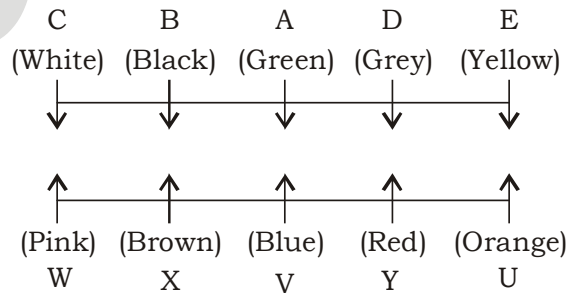 C B A D E
(White) (Black) (Green) (Grey) (Yellow)
(Pink) (Brown) (Blue) (Red) (Orange)
W X V Y U